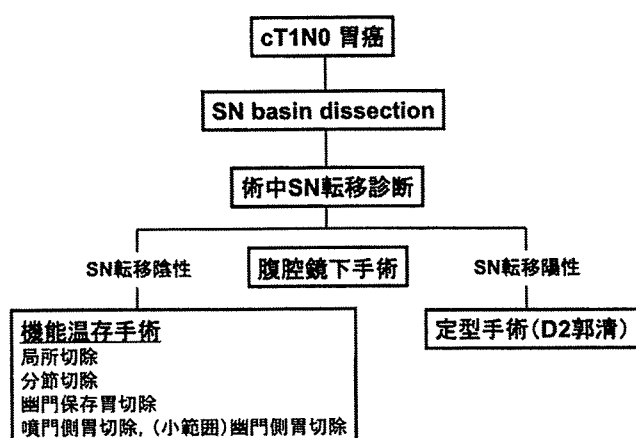 cT1N0 胃癌
SN basin dissection
術中SN転移診断
SN転移陰性
腹腔鏡下手術
SN転移陽性
機能温存手術
局所切除
分節切除
幽門保存胃切除
噴門側胃切除, (小範囲)幽門側胃切除
定型手術(D2郭清)